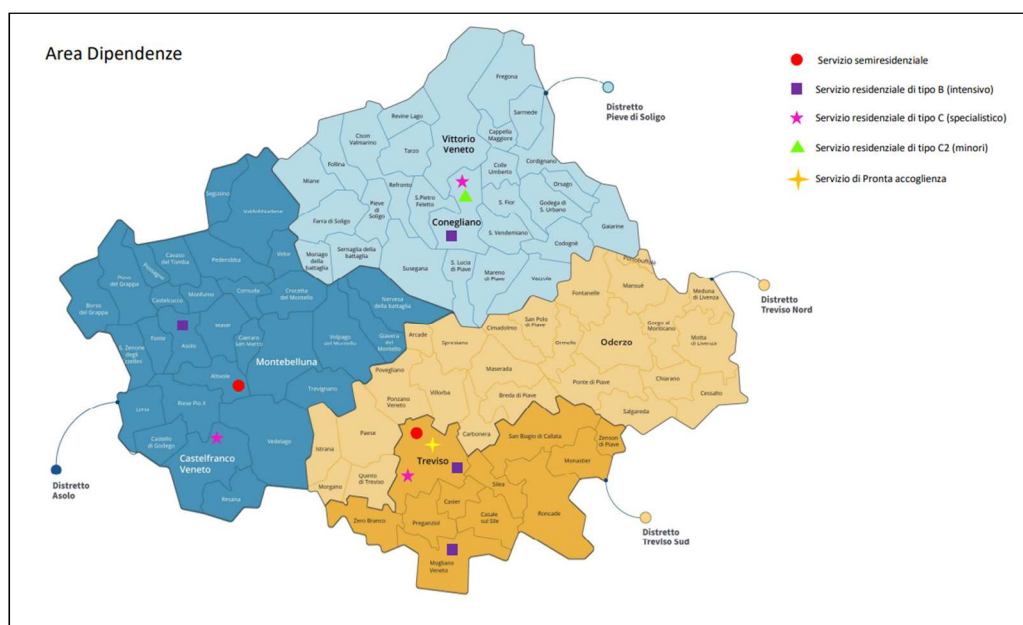 Area Dipendenze
Servizio semiresidenziale
Servizio residenziale di tipo B (intensivo)
Servizio residenziale di tipo C (specialistico)
Servizio residenziale di tipo C2 (minori)
Servizio di Pronta accoglienza
Distretto
Pieve di Soligo
Fregona
Sarmede
Revine Lago
Cison
Valmarino
Vittorio
Veneto
Cappella
Maggiore
Tarzo
Follina
Cordignano
Colle
Umberto
Miane
Refronto
Orsago
S.Pietro
Feletto
S. Fior
Godega di
S. Urbano
Pieve
di
Soligo
Farra di Soligo
Conegliano
Gaiarine
S. Vendemiano
Codognè
Moriago
della
battaglia
Sernaglia della
battaglia
Susegana
S. Lucia
di Piave
Mareno
di Piave
Segusino
Valdobbiadene
Vidor
Pederobba
Cavaso
del Tomba
Possagno
Borso
del Grappa
Castelcucco
Monfumo
Cornuda
Crocetta
del Montello
Nervesa
della battaglia
Fonte
Asolo
Maser
Caerano
San Marco
Volpago
del Montello
Giavera
del
Montello
S. Zenone
degli
Montebelluna
Altivole
Trevignano
Loria
Riese Pio X
Castello
di Godego
Vedelago
Castelfranco
Veneto
Resana
Distretto
Asolo
Distretto
Treviso Nord
Meduna
di Livenza
Mansuè
Fontanelle
San Polo
di Piave
Cimadolmo
Gorgo al
Monticano
Motta
di Livenza
Arcade
Spresiano
Ormelle
Oderzo
Povegliano
Maserada
Chiarano
Ponte di Piave
Cessalto
Villorba
Breda di Piave
Ponzano
Veneto
Salgareda
Paese
Carbonera
Istrana
Quinto
di Treviso
Morgano
San Biagio di Callata
Zenson
di Piave
Monastier
Treviso
Silea
Casier
Casale
sul Sile
Roncade
Zero Branco
Preganziol
Mogliano
Veneto
Distretto
Treviso Sud